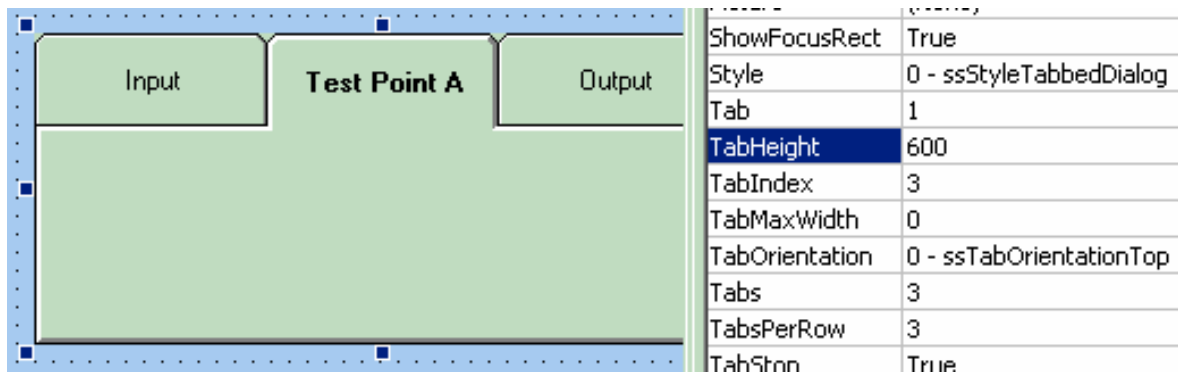 Input
Test Point A
Output
ShowFocusRect True
Style 0 - ssStyleTabbedDialog
Tab 1
TabHeight 600
TabIndex 3
TabMaxWidth 0
TabOrientation 0 - ssTabOrientationTop
Tabs 3
TabsPerRow 3
TabStop True